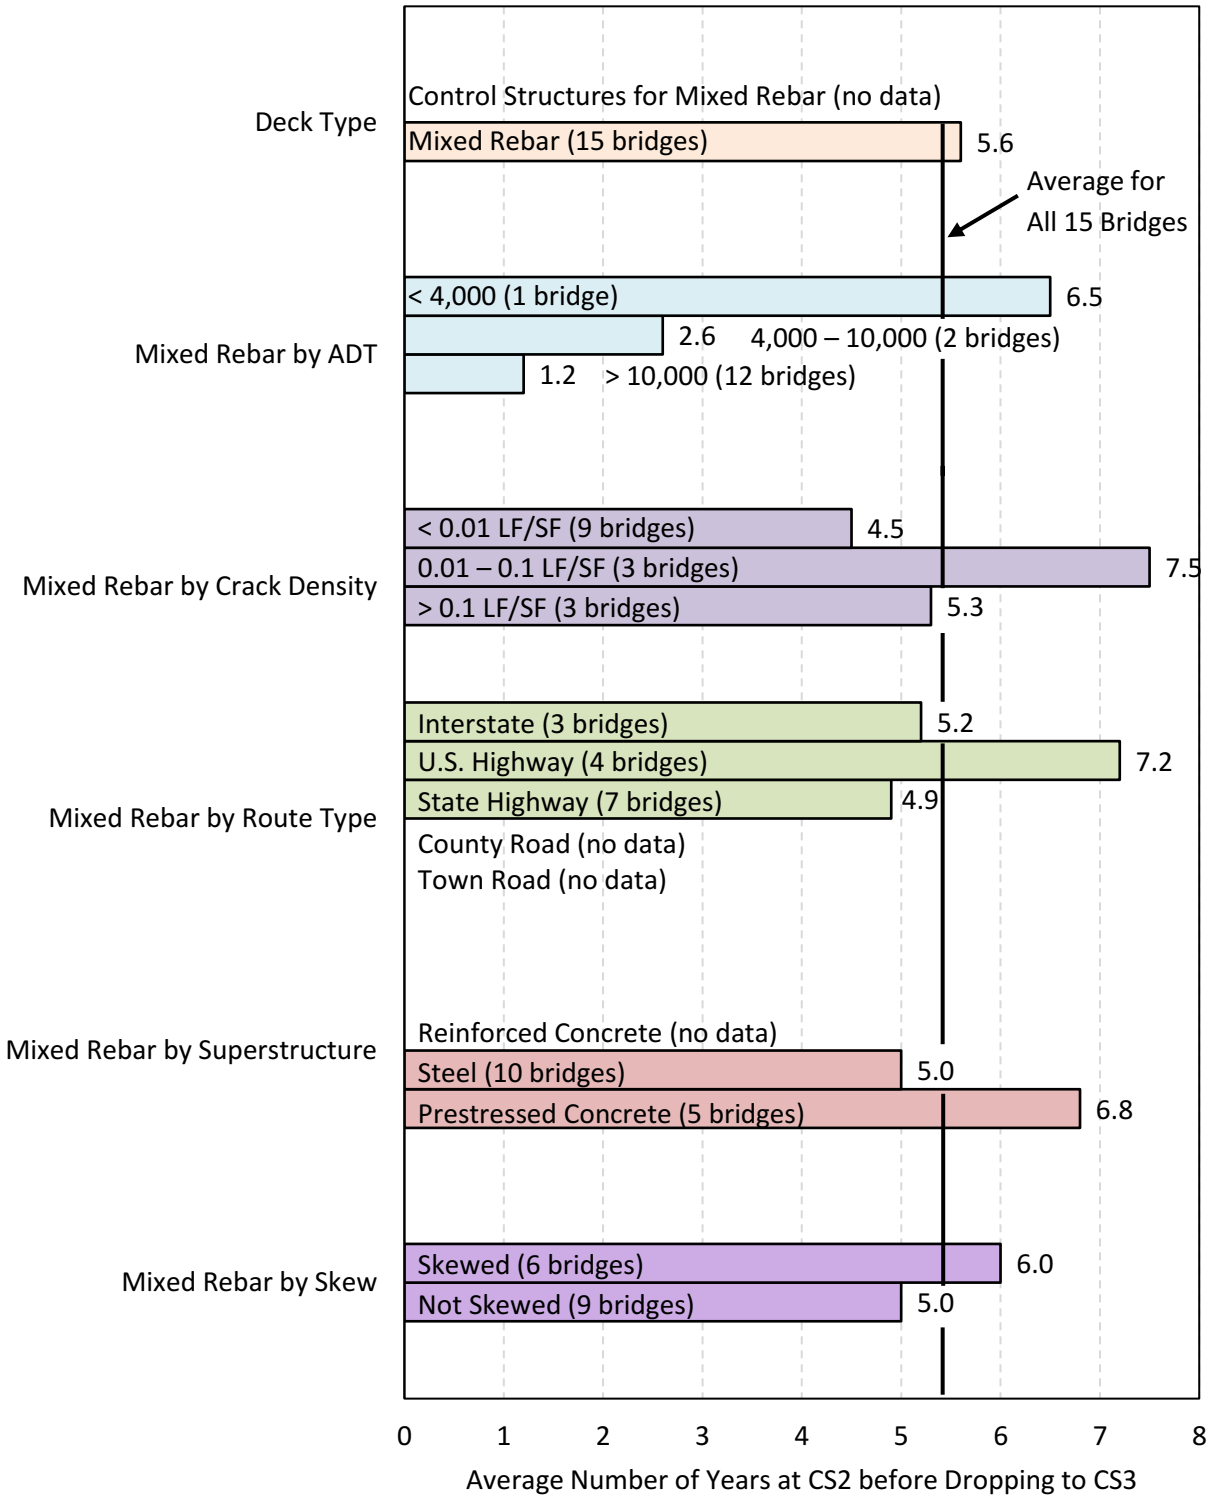 Control Structures for Mixed Rebar (no data)
Deck Type
Mixed Rebar (15 bridges)
5.6
Average for
All 15 Bridges
< 4,000 (1 bridge)
6.5
Mixed Rebar by ADT
2.6
4,000 – 10,000 (2 bridges)
1.2
> 10,000 (12 bridges)
Mixed Rebar by Crack Density
< 0.01 LF/SF (9 bridges)
4.5
0.01 – 0.1 LF/SF (3 bridges)
7.5
> 0.1 LF/SF (3 bridges)
5.3
Mixed Rebar by Route Type
Interstate (3 bridges)
5.2
U.S. Highway (4 bridges)
7.2
State Highway (7 bridges)
4.9
County Road (no data)
Town Road (no data)
Mixed Rebar by Superstructure
Reinforced Concrete (no data)
Steel (10 bridges)
5.0
Prestressed Concrete (5 bridges)
6.8
Mixed Rebar by Skew
Skewed (6 bridges)
6.0
Not Skewed (9 bridges)
5.0
0 1 2 3 4 5 6 7 8
Average Number of Years at CS2 before Dropping to CS3